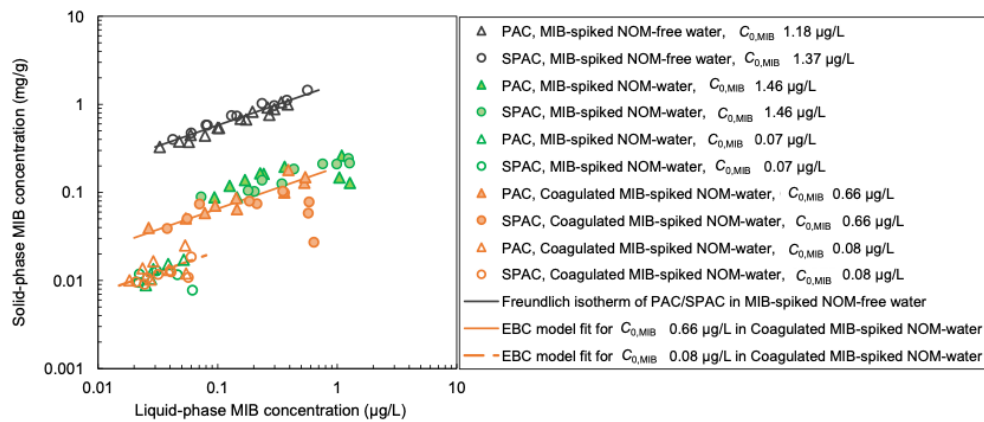 10
1
0.1
0.01
0.001
0.01
0.1
1
10
Solid-phase MIB concentration (mg/g)
Liquid-phase MIB concentration (µg/L)
PAC, MIB-spiked NOM-free water, C0,MIB 1.18 µg/L
SPAC, MIB-spiked NOM-free water, C0,MIB 1.37 µg/L
PAC, MIB-spiked NOM-water, C0,MIB 1.46 µg/L
SPAC, MIB-spiked NOM-water, C0,MIB 1.46 µg/L
PAC, MIB-spiked NOM-water, C0,MIB 0.07 µg/L
SPAC, MIB-spiked NOM-water, C0,MIB 0.07 µg/L
PAC, Coagulated MIB-spiked NOM-water, C0,MIB 0.66 µg/L
SPAC, Coagulated MIB-spiked NOM-water, C0,MIB 0.66 µg/L
PAC, Coagulated MIB-spiked NOM-water, C0,MIB 0.08 µg/L
SPAC, Coagulated MIB-spiked NOM-water, C0,MIB 0.08 µg/L
Freundlich isotherm of PAC/SPAC in MIB-spiked NOM-free water
EBC model fit for C0,MIB 0.66 µg/L in Coagulated MIB-spiked NOM-water
EBC model fit for C0,MIB 0.08 µg/L in Coagulated MIB-spiked NOM-water